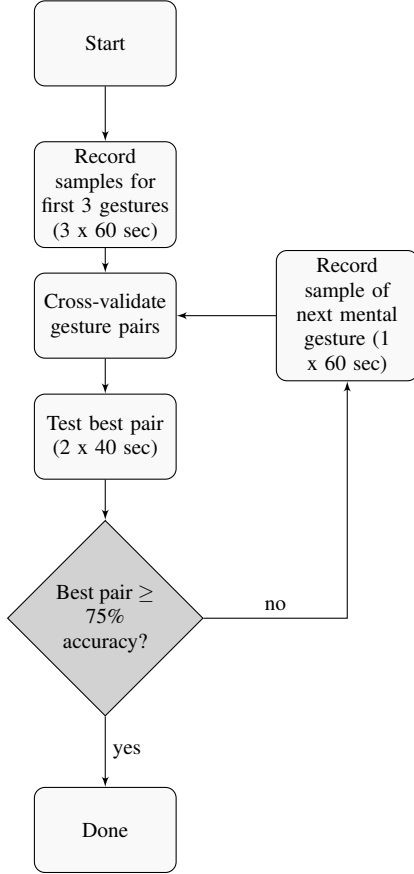 Start
Record
samples for
first 3 gestures
(3 x 60 sec)
Cross-validate
gesture pairs
Record
sample of
next mental
gesture (1
x 60 sec)
Test best pair
(2 x 40 sec)
Best pair ≥
75%
accuracy?
no
yes
Done